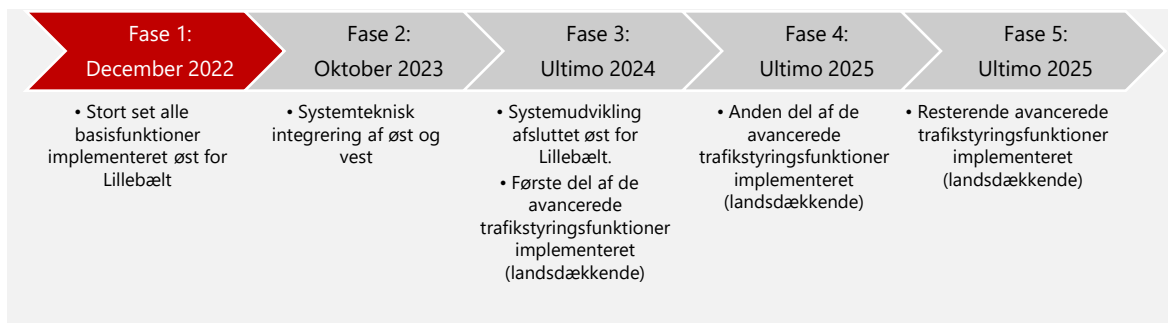 Fase 1:
December 2022
• Stort set alle
basisfunktioner
implementeret øst for
Lillebælt
Fase 2:
Oktober 2023
• Systemteknisk
integrering af øst og
vest
Fase 3:
Ultimo 2024
• Systemudvikling
afsluttet øst for
Lillebælt.
• Første del af de
avancerede
trafikstyringsfunktioner
implementeret
(landsdækkende)
Fase 4:
Ultimo 2025
• Anden del af de
avancerede
trafikstyringsfunktioner
implementeret
(landsdækkende)
Fase 5:
Ultimo 2025
• Resterende avancerede
trafikstyringsfunktioner
implementeret
(landsdækkende)